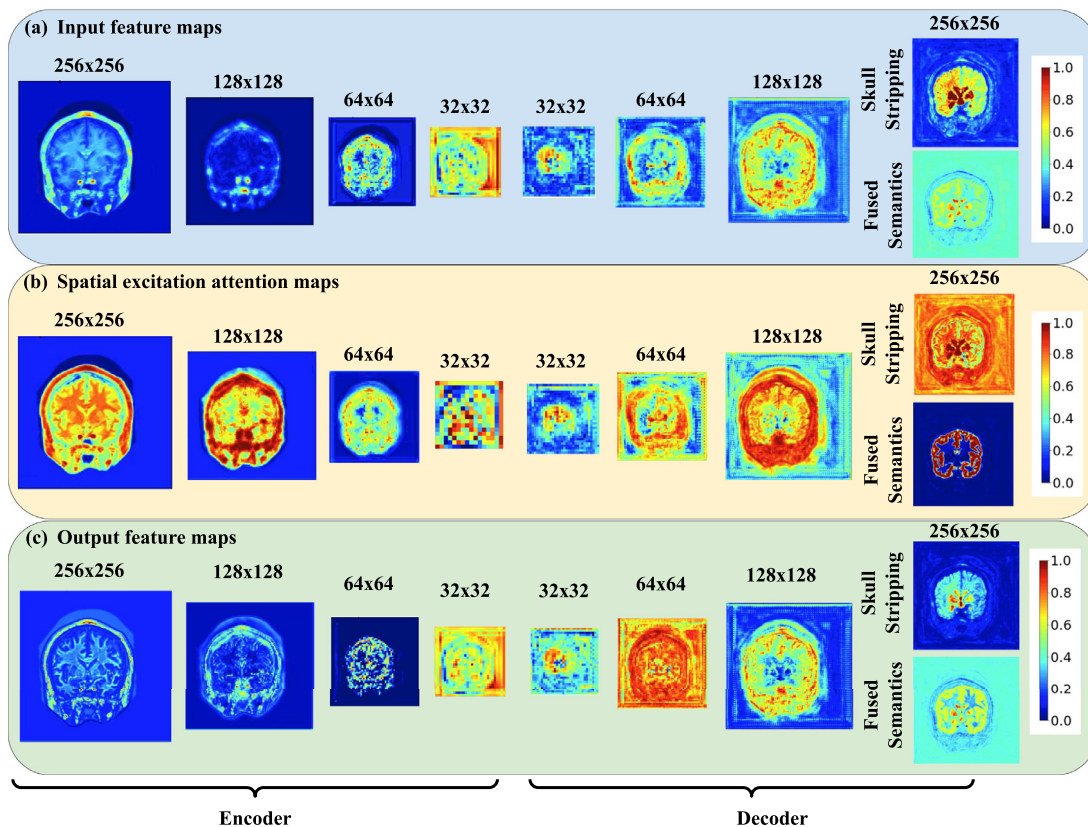 (a) Input feature maps
256x256
128x128
64x64
32x32
32x32
64x64
128x128
256x256
Skull
Stripping
Fused
Semantics
1.0
0.8
0.6
0.4
0.2
0.0
(b) Spatial excitation attention maps
256x256
128x128
64x64
32x32
32x32
64x64
128x128
256x256
Skull
Stripping
Fused
Semantics
1.0
0.8
0.6
0.4
0.2
0.0
(c) Output feature maps
256x256
128x128
64x64
32x32
32x32
64x64
128x128
256x256
Skull
Stripping
Fused
Semantics
1.0
0.8
0.6
0.4
0.2
0.0
Encoder
Decoder